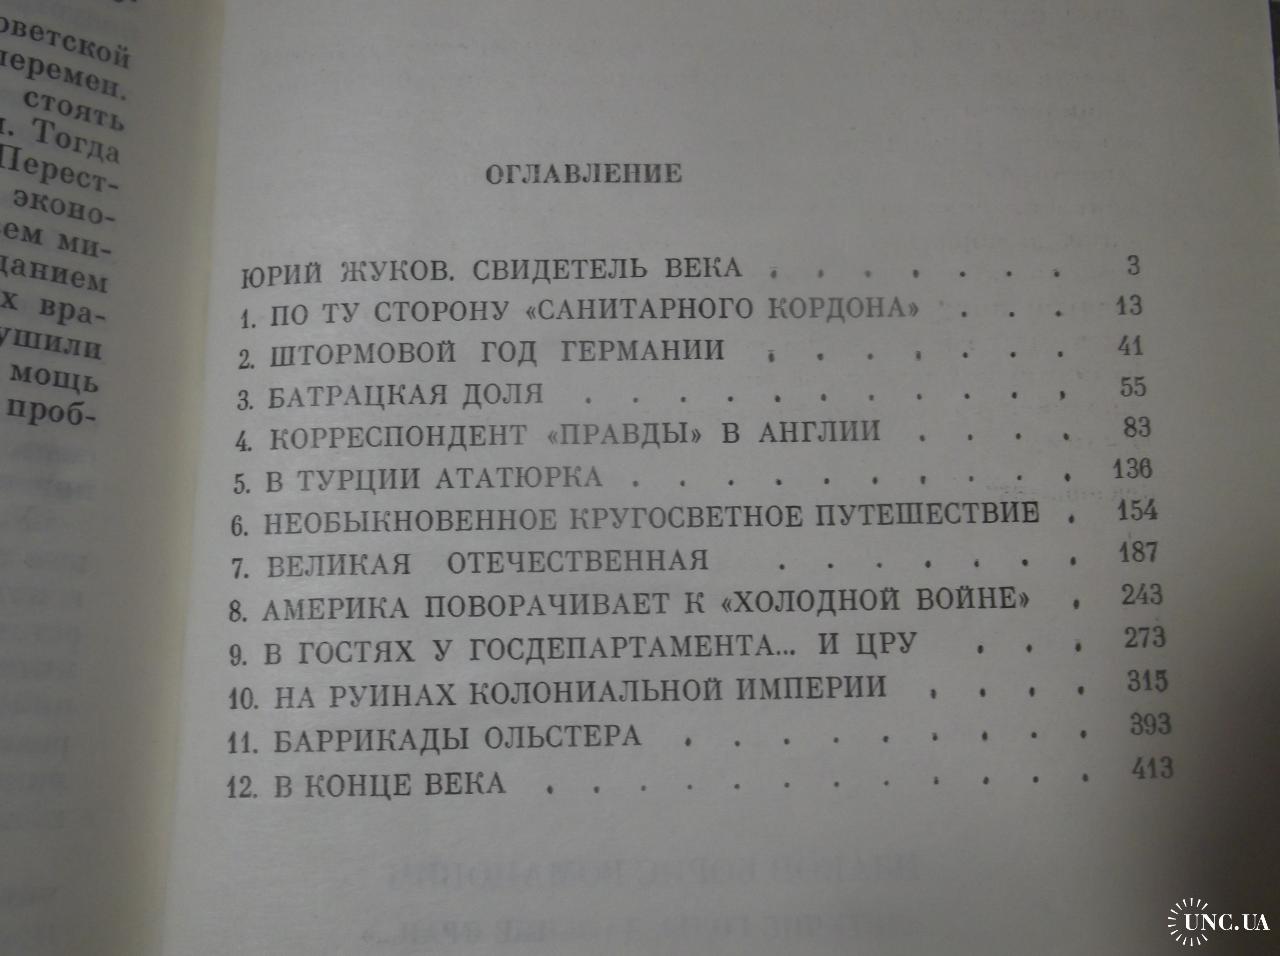 оветской
перемен.
стоять
Тогда
Перест-
эконо-
ем ми-
данием
х вра-
ушили
мощь
проб-
ОГЛАВЛЕНИЕ
ЮРИЙ ЖУКОВ. СВИДЕТЕЛЬ ВЕКА . . . . . . . 3
1. ПО ТУ СТОРОНУ «САНИТАРНОГО КОРДОНА» . . . 13
2. ШТОРМОВОЙ ГОД ГЕРМАНИИ . . . . . . . 41
3. БАТРАЦКАЯ ДОЛЯ . . . . . . . . . . . 55
4. КОРРЕСПОНДЕНТ «ПРАВДЫ» В АНГЛИИ . . . . 83
5. В ТУРЦИИ АТАТЮРКА . . . . . . . . . . 136
6. НЕОБЫКНОВЕННОЕ КРУГОСВЕТНОЕ ПУТЕШЕСТВИЕ . 154
7. ВЕЛИКАЯ ОТЕЧЕСТВЕННАЯ . . . . . . . 187
8. АМЕРИКА ПОВОРАЧИВАЕТ К «ХОЛОДНОЙ ВОЙНЕ» . 243
9. В ГОСТЯХ У ГОСДЕПАРТАМЕНТА... И ЦРУ . . . 273
10. НА РУИНАХ КОЛОНИАЛЬНОЙ ИМПЕРИИ . . . . 315
11. БАРРИКАДЫ ОЛЬСТЕРА . . . . . . . . . 393
12. В КОНЦЕ ВЕКА . . . . . . . . . . . . 413
UNC.UA